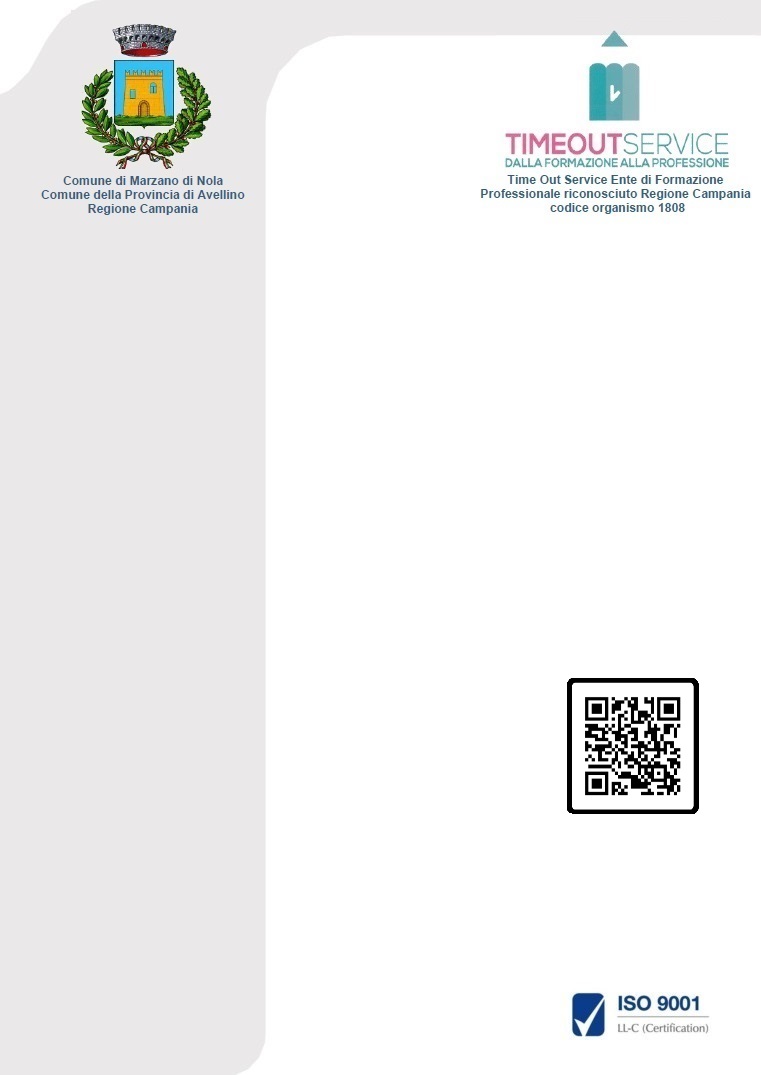 Comune di Marzano di Nola
Comune della Provincia di Avellino
Regione Campania
TIMEOUTSERVICE
DALLA FORMAZIONE ALLA PROFESSIONE
Time Out Service Ente di Formazione
Professionale riconosciuto Regione Campania
codice organismo 1808
ISO 9001
LL-C (Certification)